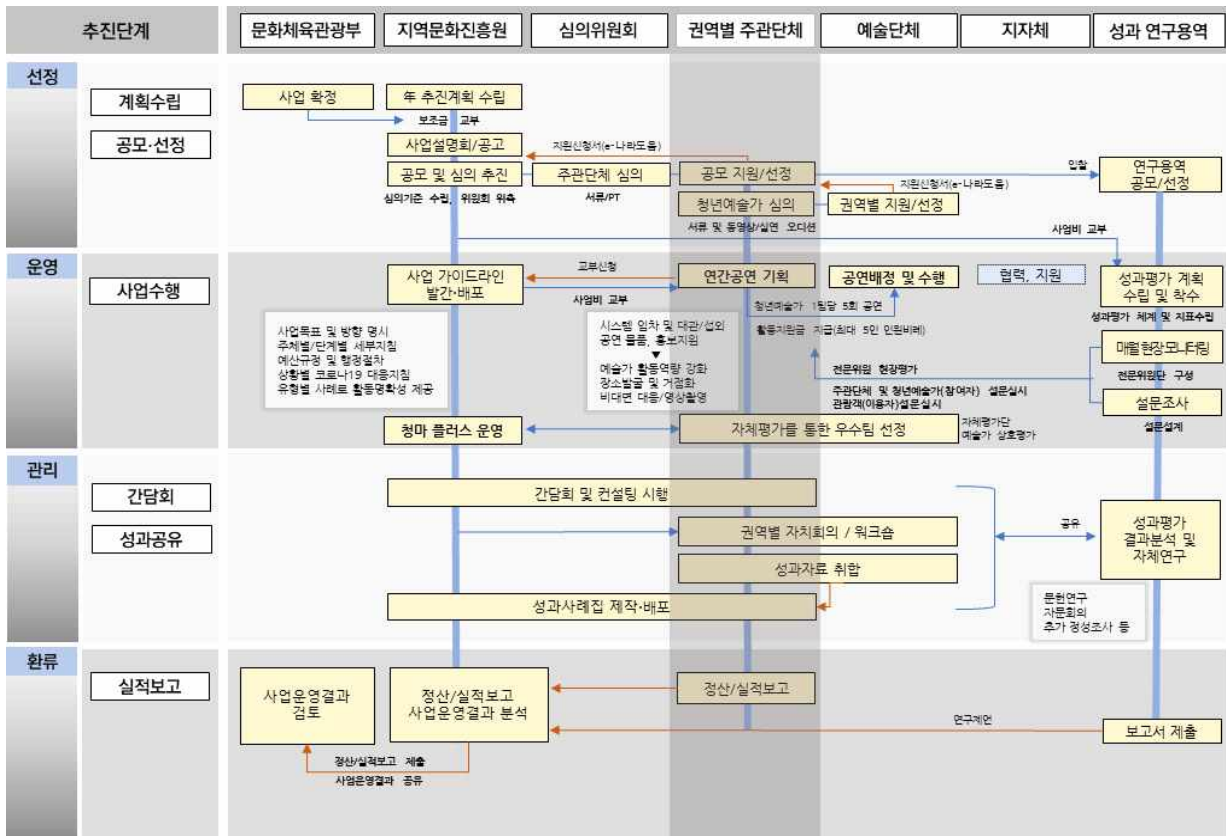 추진단계
문화체육관광부
지역문화진흥원
심의위원회
권역별 주관단체
예술단체
지자체
성과 연구용역
선정
계획수립
사업 확정
年 추진계획 수립
보조금 교부
공모·선정
사업설명회/공고
지원신청서(e-나라도움)
공모 및 심의 추진
주관단체 심의
공모 지원/선정
입찰
연구용역
공모/선정
심의기준 수립, 위원회 위촉
서류/PT
지원신청서(e-나라도움)
청년예술가 심의
권역별 지원/선정
서류 및 동영상/실연 오디션
사업비 교부
운영
사업수행
사업 가이드라인
발간·배포
교부신청
사업비 교부
연간공연 기획
공연배정 및 수행
협력, 지원
성과평가 계획
수립 및 착수
성과평가 체계 및 지표수립
청년예술가 1팀당 5회 공연
활동지원금 지급(최대 5인 인원비례)
사업목표 및 방향 명시
주체별/단계별 세부지침
예산규정 및 행정절차
상황별 코로나19 대응지침
유형별 사례로 활동명확성 제공
시스템 임차 및 대관/섭외
공연 물품, 홍보지원
▼
예술가 활동역량 강화
장소발굴 및 거점화
비대면 대응/영상촬영
매월현장모니터링
전문위원 현장평가
전문위원단 구성
주관단체 및 청년예술가(참여자) 설문실시
관람객(이용자)설문실시
설문조사
설문설계
청마 플러스 운영
자체평가를 통한 우수팀 선정
자체평가단
예술가 상호평가
관리
간담회
간담회 및 컨설팅 시행
성과공유
권역별 자치회의 / 워크숍
공유
성과평가
결과분석 및
자체연구
성과자료 취합
성과사례집 제작·배포
문헌연구
자문회의
추가 정성조사 등
환류
실적보고
사업운영결과
검토
정산/실적보고
사업운영결과 분석
정산/실적보고
연구제언
보고서 제출
정산/실적보고 제출
사업운영결과 공유